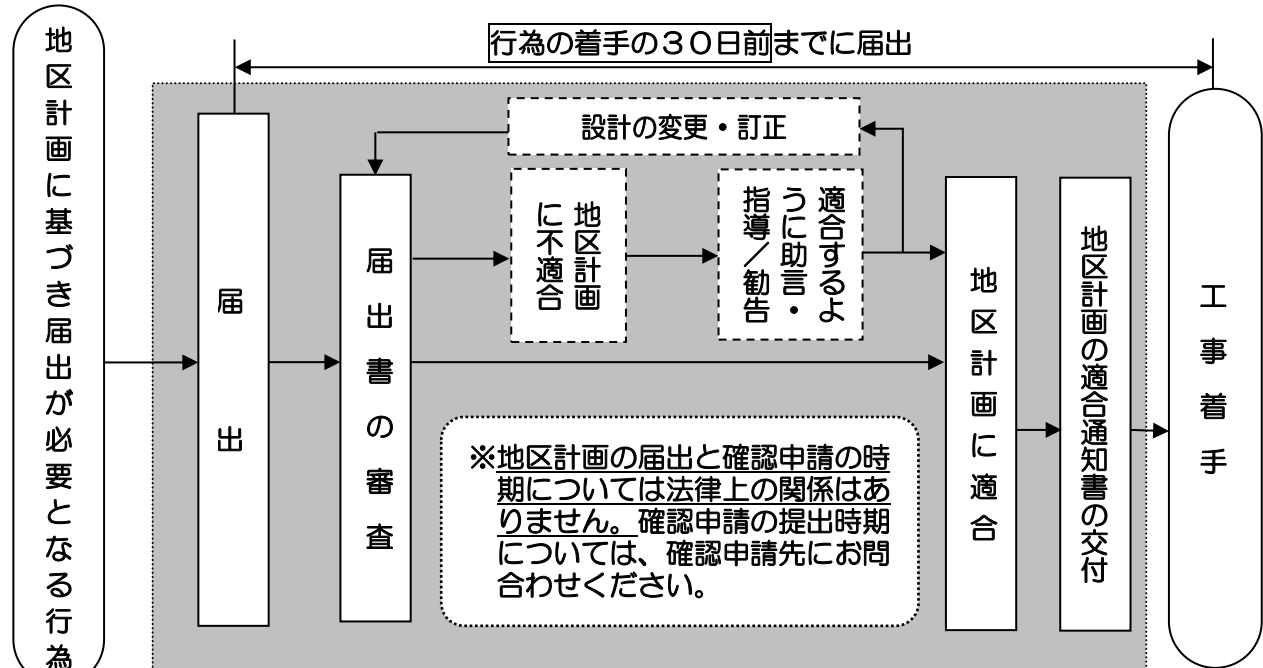 行為の着手の３０日前までに届出
地区計画に基づき届出が必要となる行為
届出
届出書の審査
設計の変更・訂正
地区計画
に不適合
適合するよ
うに助言・
指導／勧告
地区計画に適合
地区計画の適合通知書の交付
工事着手
※地区計画の届出と確認申請の時
期については法律上の関係はあ
りません。確認申請の提出時期
については、確認申請先にお問
合わせください。